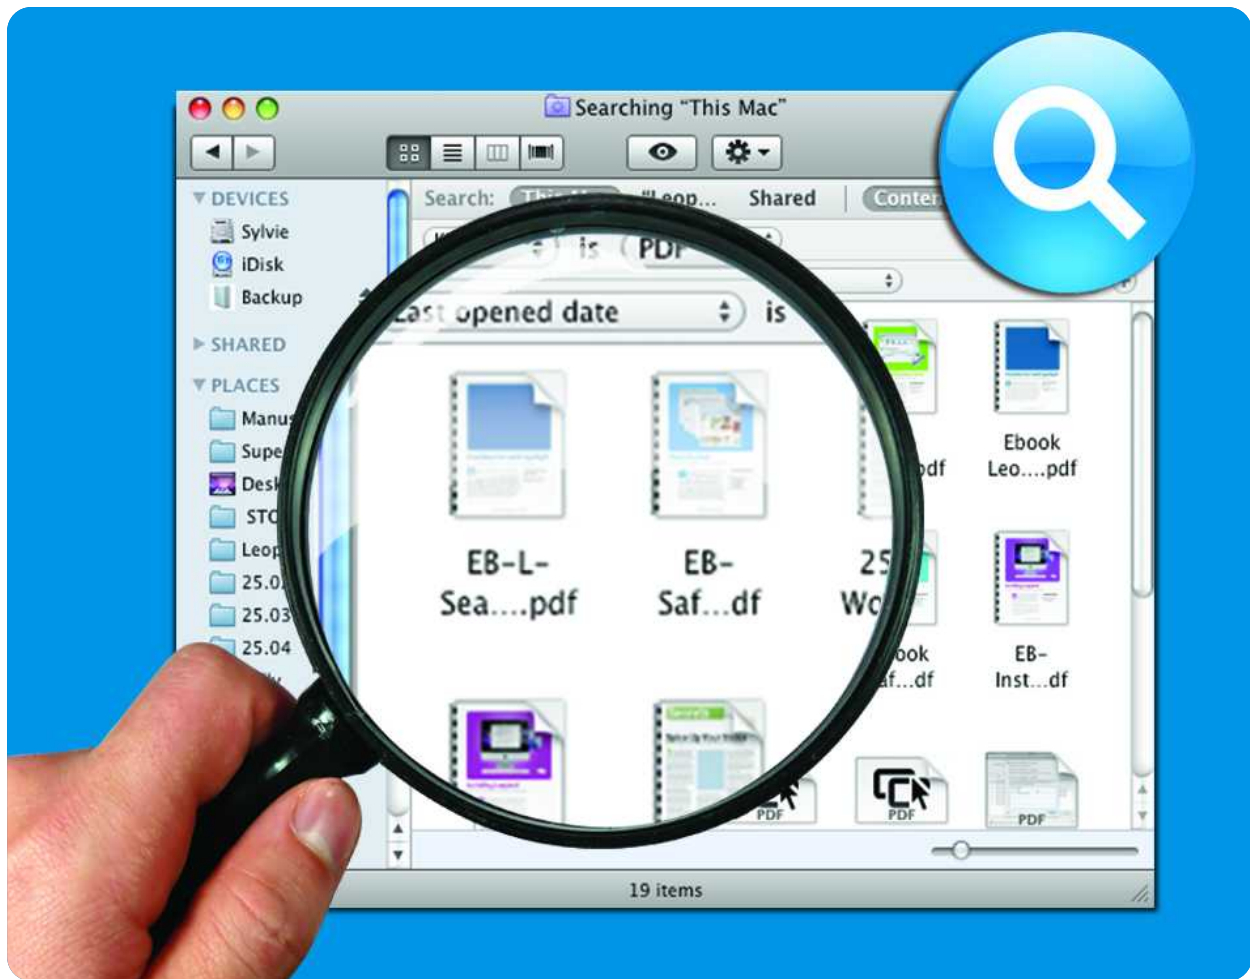 Searching "This Mac"
DEVICES
Sylvie
iDisk
Backup
SHARED
PLACES
Manus
Supe
Desk
STO
Leop
25.0
25.03
25.04
Search:
"Leop...
Shared
Conten
is
PDF
Last opened date
is
EB-L-
Sea....pdf
EB-
Saf...df
25
Wo
pdf
Ebook
Leo....pdf
ook
af...df
EB-
Inst...df
PDF
PDF
PDF
19 items